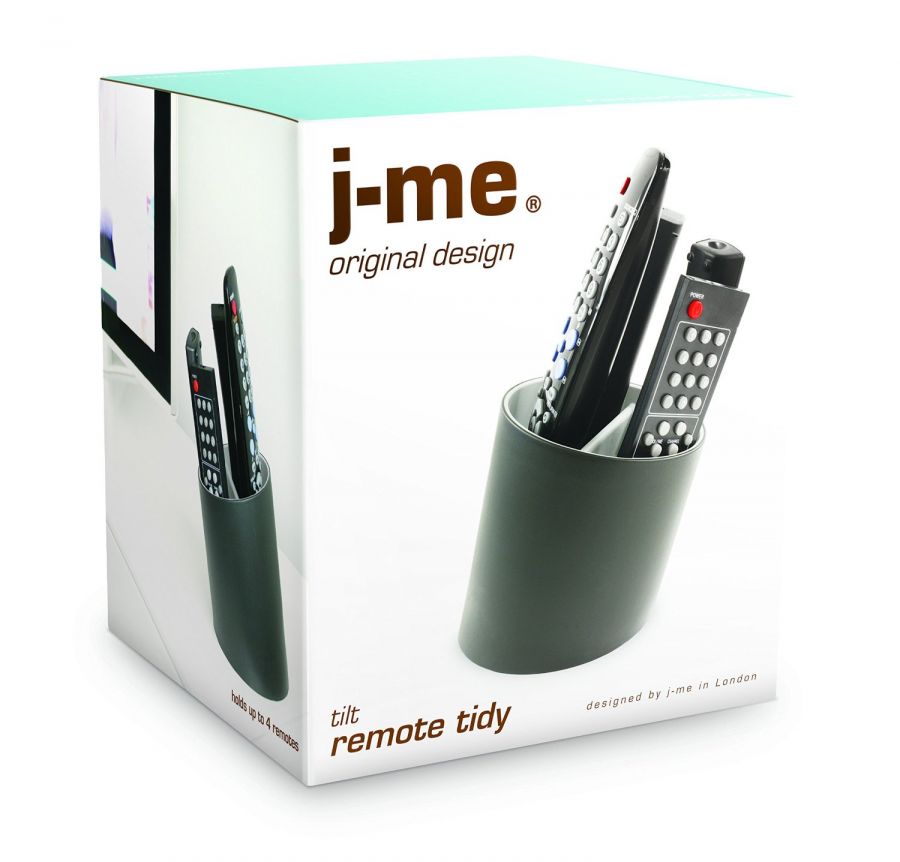 j-me®
original design
POWER
tilt
remote tidy
designed by j-me in London
holds up to 4 remotes